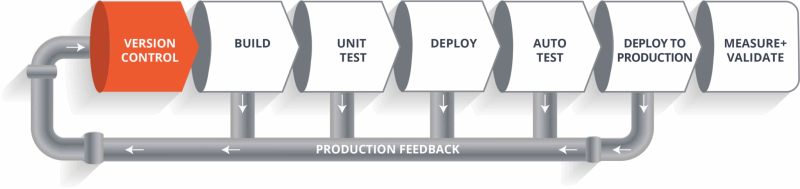 VERSION
CONTROL
BUILD
UNIT
TEST
DEPLOY
AUTO
TEST
DEPLOY TO
PRODUCTION
MEASURE+
VALIDATE
PRODUCTION FEEDBACK